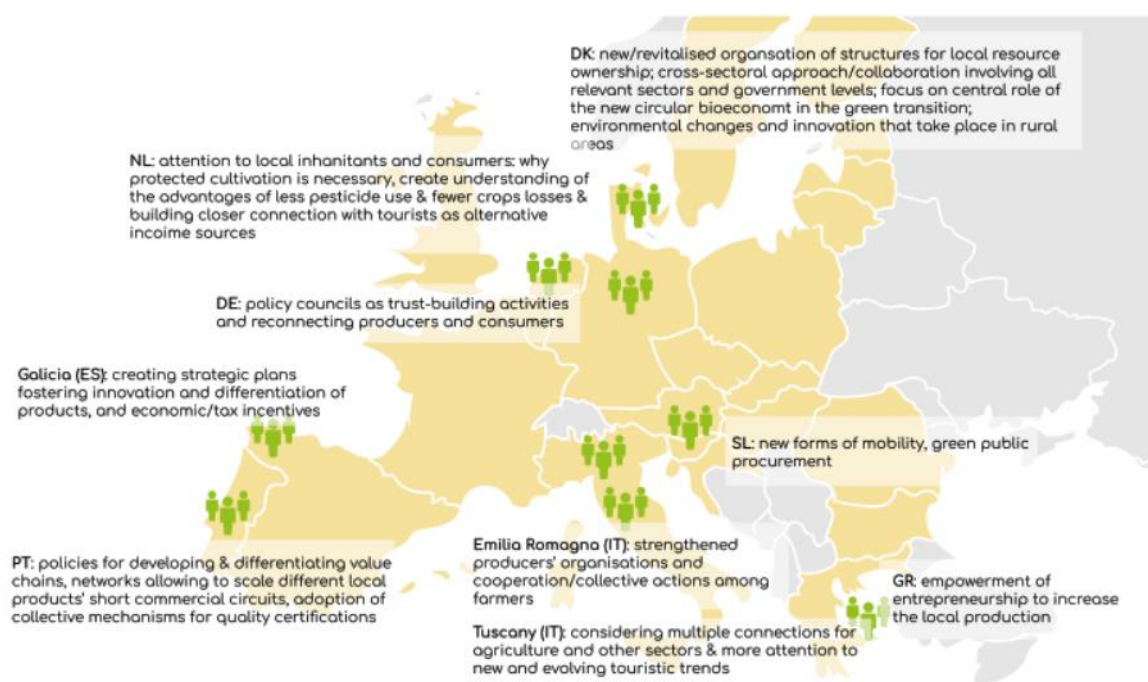 DK: new/revitalised organsation of structures for local resource
ownership; cross-sectoral approach/collaboration involving all
relevant sectors and government levels; focus on central role of
the new circular bioeconomt in the green transition;
environmental changes and innovation that take place in rural
areas
NL: attention to local inhanitants and consumers: why
protected cultivation is necessary, create understanding of
the advantages of less pesticide use & fewer crops losses &
building closer connection with tourists as alternative
incoime sources
DE: policy councils as trust-building activities
and reconnecting producers and consumers
Galicia (ES): creating strategic plans
fostering innovation and differentiation of
products, and economic/tax incentives
SL: new forms of mobility, green public
procurement
PT: policies for developing & differentiating value
chains, networks allowing to scale different local
products' short commercial circuits, adoption of
collective mechanisms for quality certifications
Emilia Romagna (IT): strengthened
producers' organisations and
cooperation/collective actions among
farmers
Tuscany (IT): considering multiple connections for
agriculture and other sectors & more attention to
new and evolving touristic trends
GR: empowerment of
entrepreneurship to increase
the local production